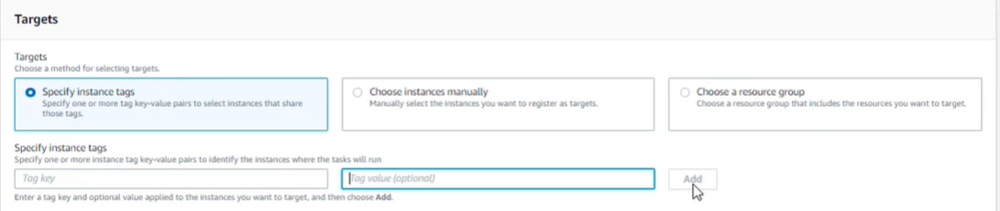 Targets
Targets
Choose a method for selecting targets.
Specify instance tags
Specify one or more tag key-value pairs to select instances that share
those tags.
Choose instances manually
Manually select the instances you want to register as targets.
Choose a resource group
Choose a resource group that includes the resources you want to target.
Specify instance tags
Specify one or more instance tag key-value pairs to identify the instances where the tasks will run
Tag key
Tag value (optional)
Add
Enter a tag key and optional value applied to the instances you want to target, and then choose Add.